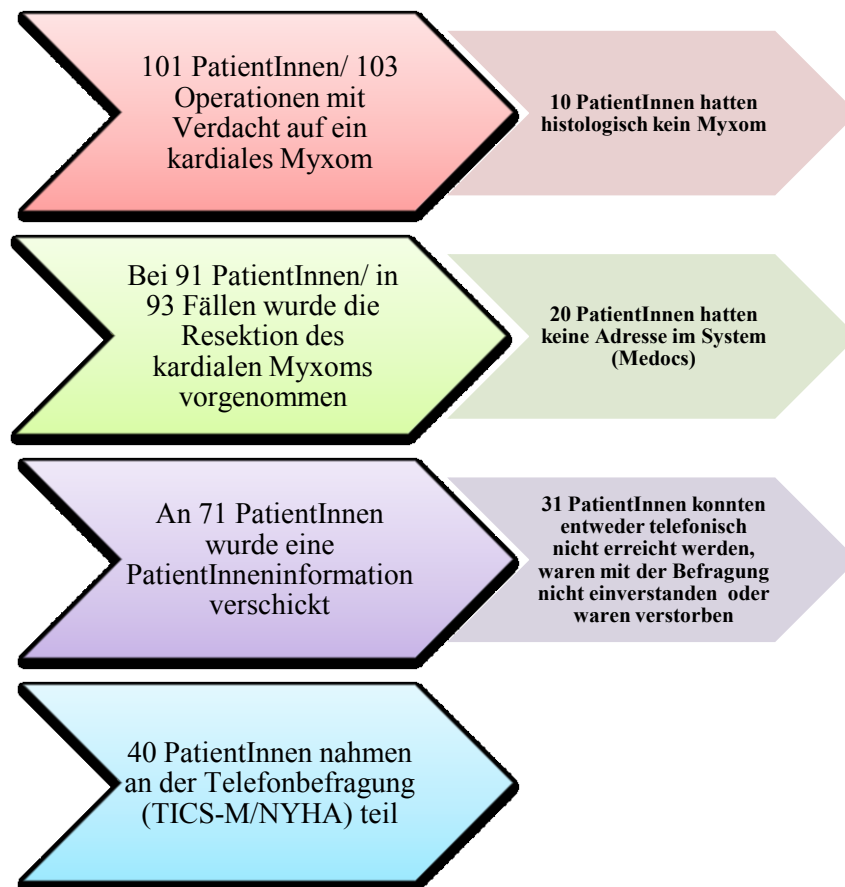 101 PatientInnen/ 103
Operationen mit
Verdacht auf ein
kardiales Myxom
10 PatientInnen hatten
histologisch kein Myxom
Bei 91 PatientInnen/ in
93 Fällen wurde die
Resektion des
kardialen Myxoms
vorgenommen
20 PatientInnen hatten
keine Adresse im System
(Medocs)
An 71 PatientInnen
wurde eine
PatientInneninformation
verschickt
31 PatientInnen konnten
entweder telefonisch
nicht erreicht werden,
waren mit der Befragung
nicht einverstanden oder
waren verstorben
40 PatientInnen nahmen
an der Telefonbefragung
(TICS-M/NYHA) teil